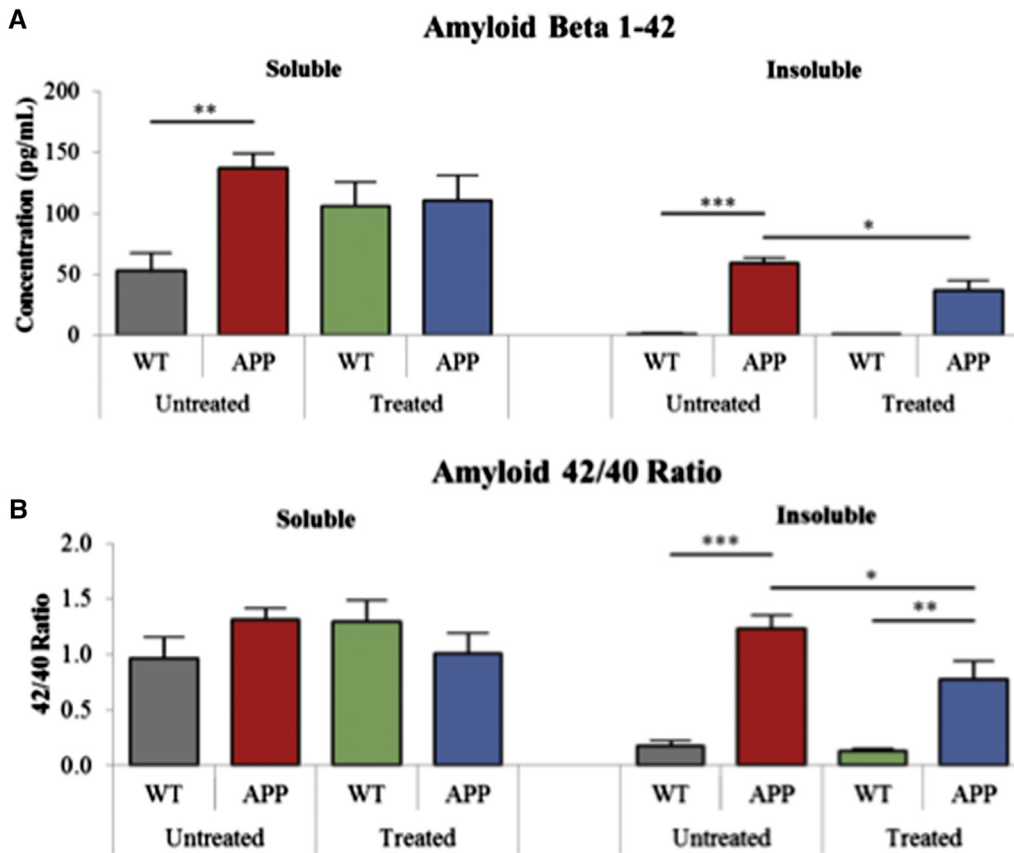 A
Amyloid Beta 1-42
Soluble Insoluble
Concentration (pg/mL)
200
150
100
50
0
** *** *
WT APP WT APP WT APP WT APP
Untreated Treated Untreated Treated
Amyloid 42/40 Ratio
B
Soluble Insoluble
42/40 Ratio
2.0
1.5
1.0
0.5
0.0
*** * **
WT APP WT APP WT APP WT APP
Untreated Treated Untreated Treated